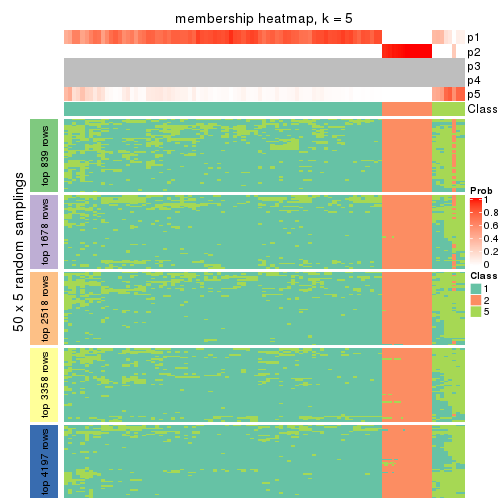 membership heatmap, k = 5
p1
p2
p3
p4
p5
Class
50 x 5 random samplings
top 839 rows
top 1678 rows
top 2518 rows
top 3358 rows
top 4197 rows
Prob
1
0.8
0.6
0.4
0.2
0
Class
1
2
5